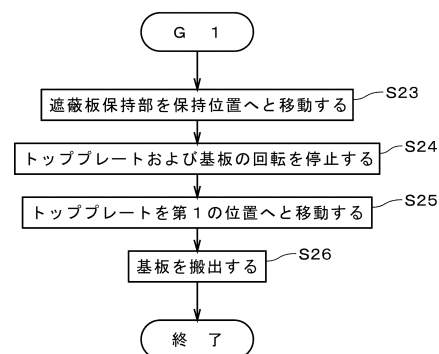 G 1
遮蔽板保持部を保持位置へと移動する
S23
トッププレートおよび基板の回転を停止する
S24
トッププレートを第1の位置へと移動する
S25
基板を搬出する
S26
終 了